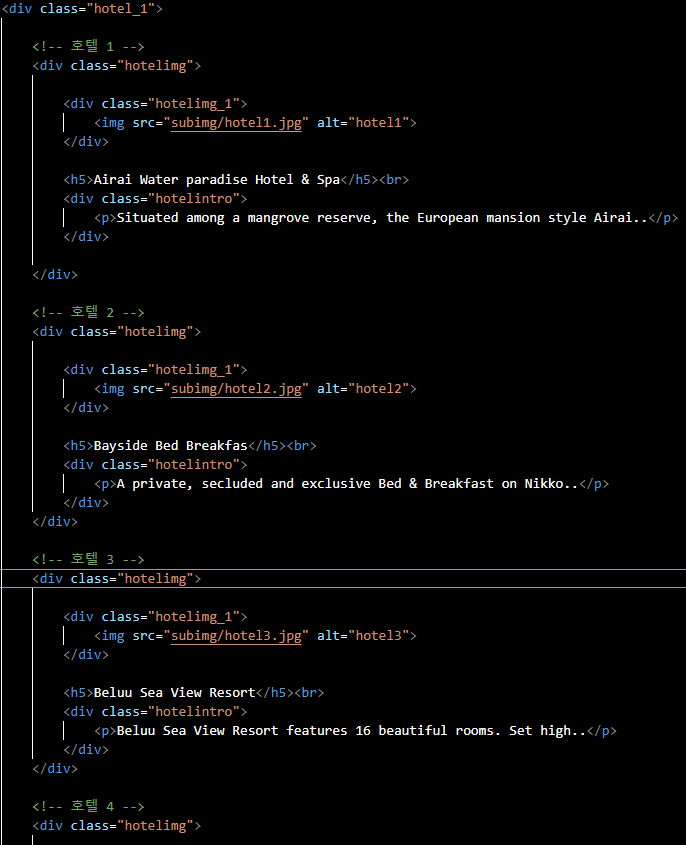 <div class="hotel_1">
<!-- 호텔 1 -->
<div class="hotelimg">
<div class="hotelimg_1">
<img src="subimg/hotel1.jpg" alt="hotel1">
</div>
<h5>Airai Water paradise Hotel & Spa</h5><br>
<div class="hotelintro">
<p>Situated among a mangrove reserve, the European mansion style Airai..</p>
</div>
</div>
<!-- 호텔 2 -->
<div class="hotelimg">
<div class="hotelimg_1">
<img src="subimg/hotel2.jpg" alt="hotel2">
</div>
<h5>Bayside Bed Breakfas</h5><br>
<div class="hotelintro">
<p>A private, secluded and exclusive Bed & Breakfast on Nikko..</p>
</div>
</div>
<!-- 호텔 3 -->
<div class="hotelimg">
<div class="hotelimg_1">
<img src="subimg/hotel3.jpg" alt="hotel3">
</div>
<h5>Beluu Sea View Resort</h5><br>
<div class="hotelintro">
<p>Beluu Sea View Resort features 16 beautiful rooms. Set high..</p>
</div>
</div>
<!-- 호텔 4 -->
<div class="hotelimg">